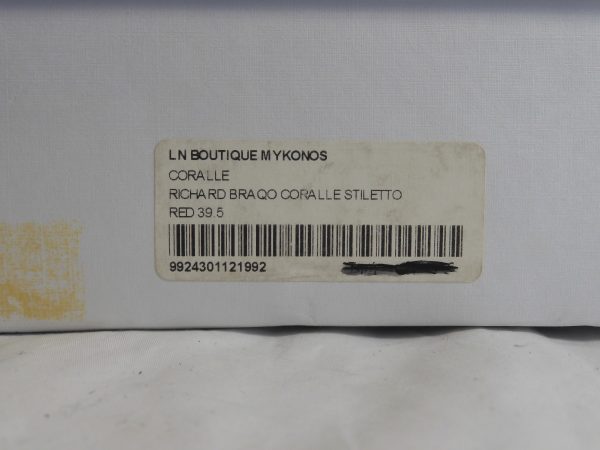 LN BOUTIQUE MYKONOS
CORALLE
RICHARD BRAQO CORALLE STILETTO
RED 39.5
9924301121992